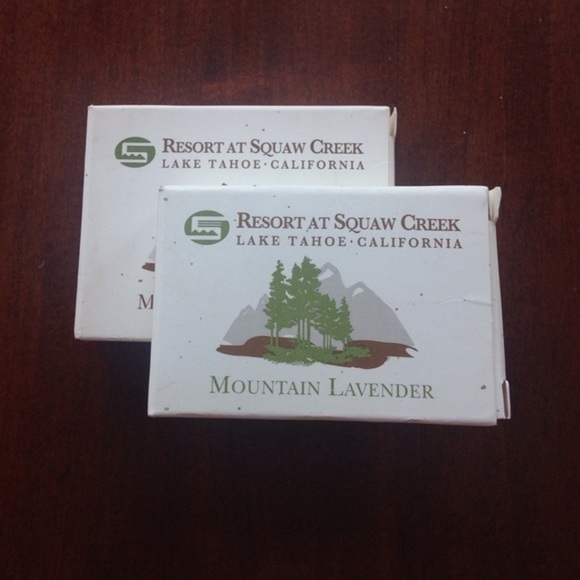 RESORT AT SQUAW CREEK
LAKE TAHOE · CALIFORNIA
M
RESORT AT SQUAW CREEK
LAKE TAHOE · CALIFORNIA
MOUNTAIN LAVENDER